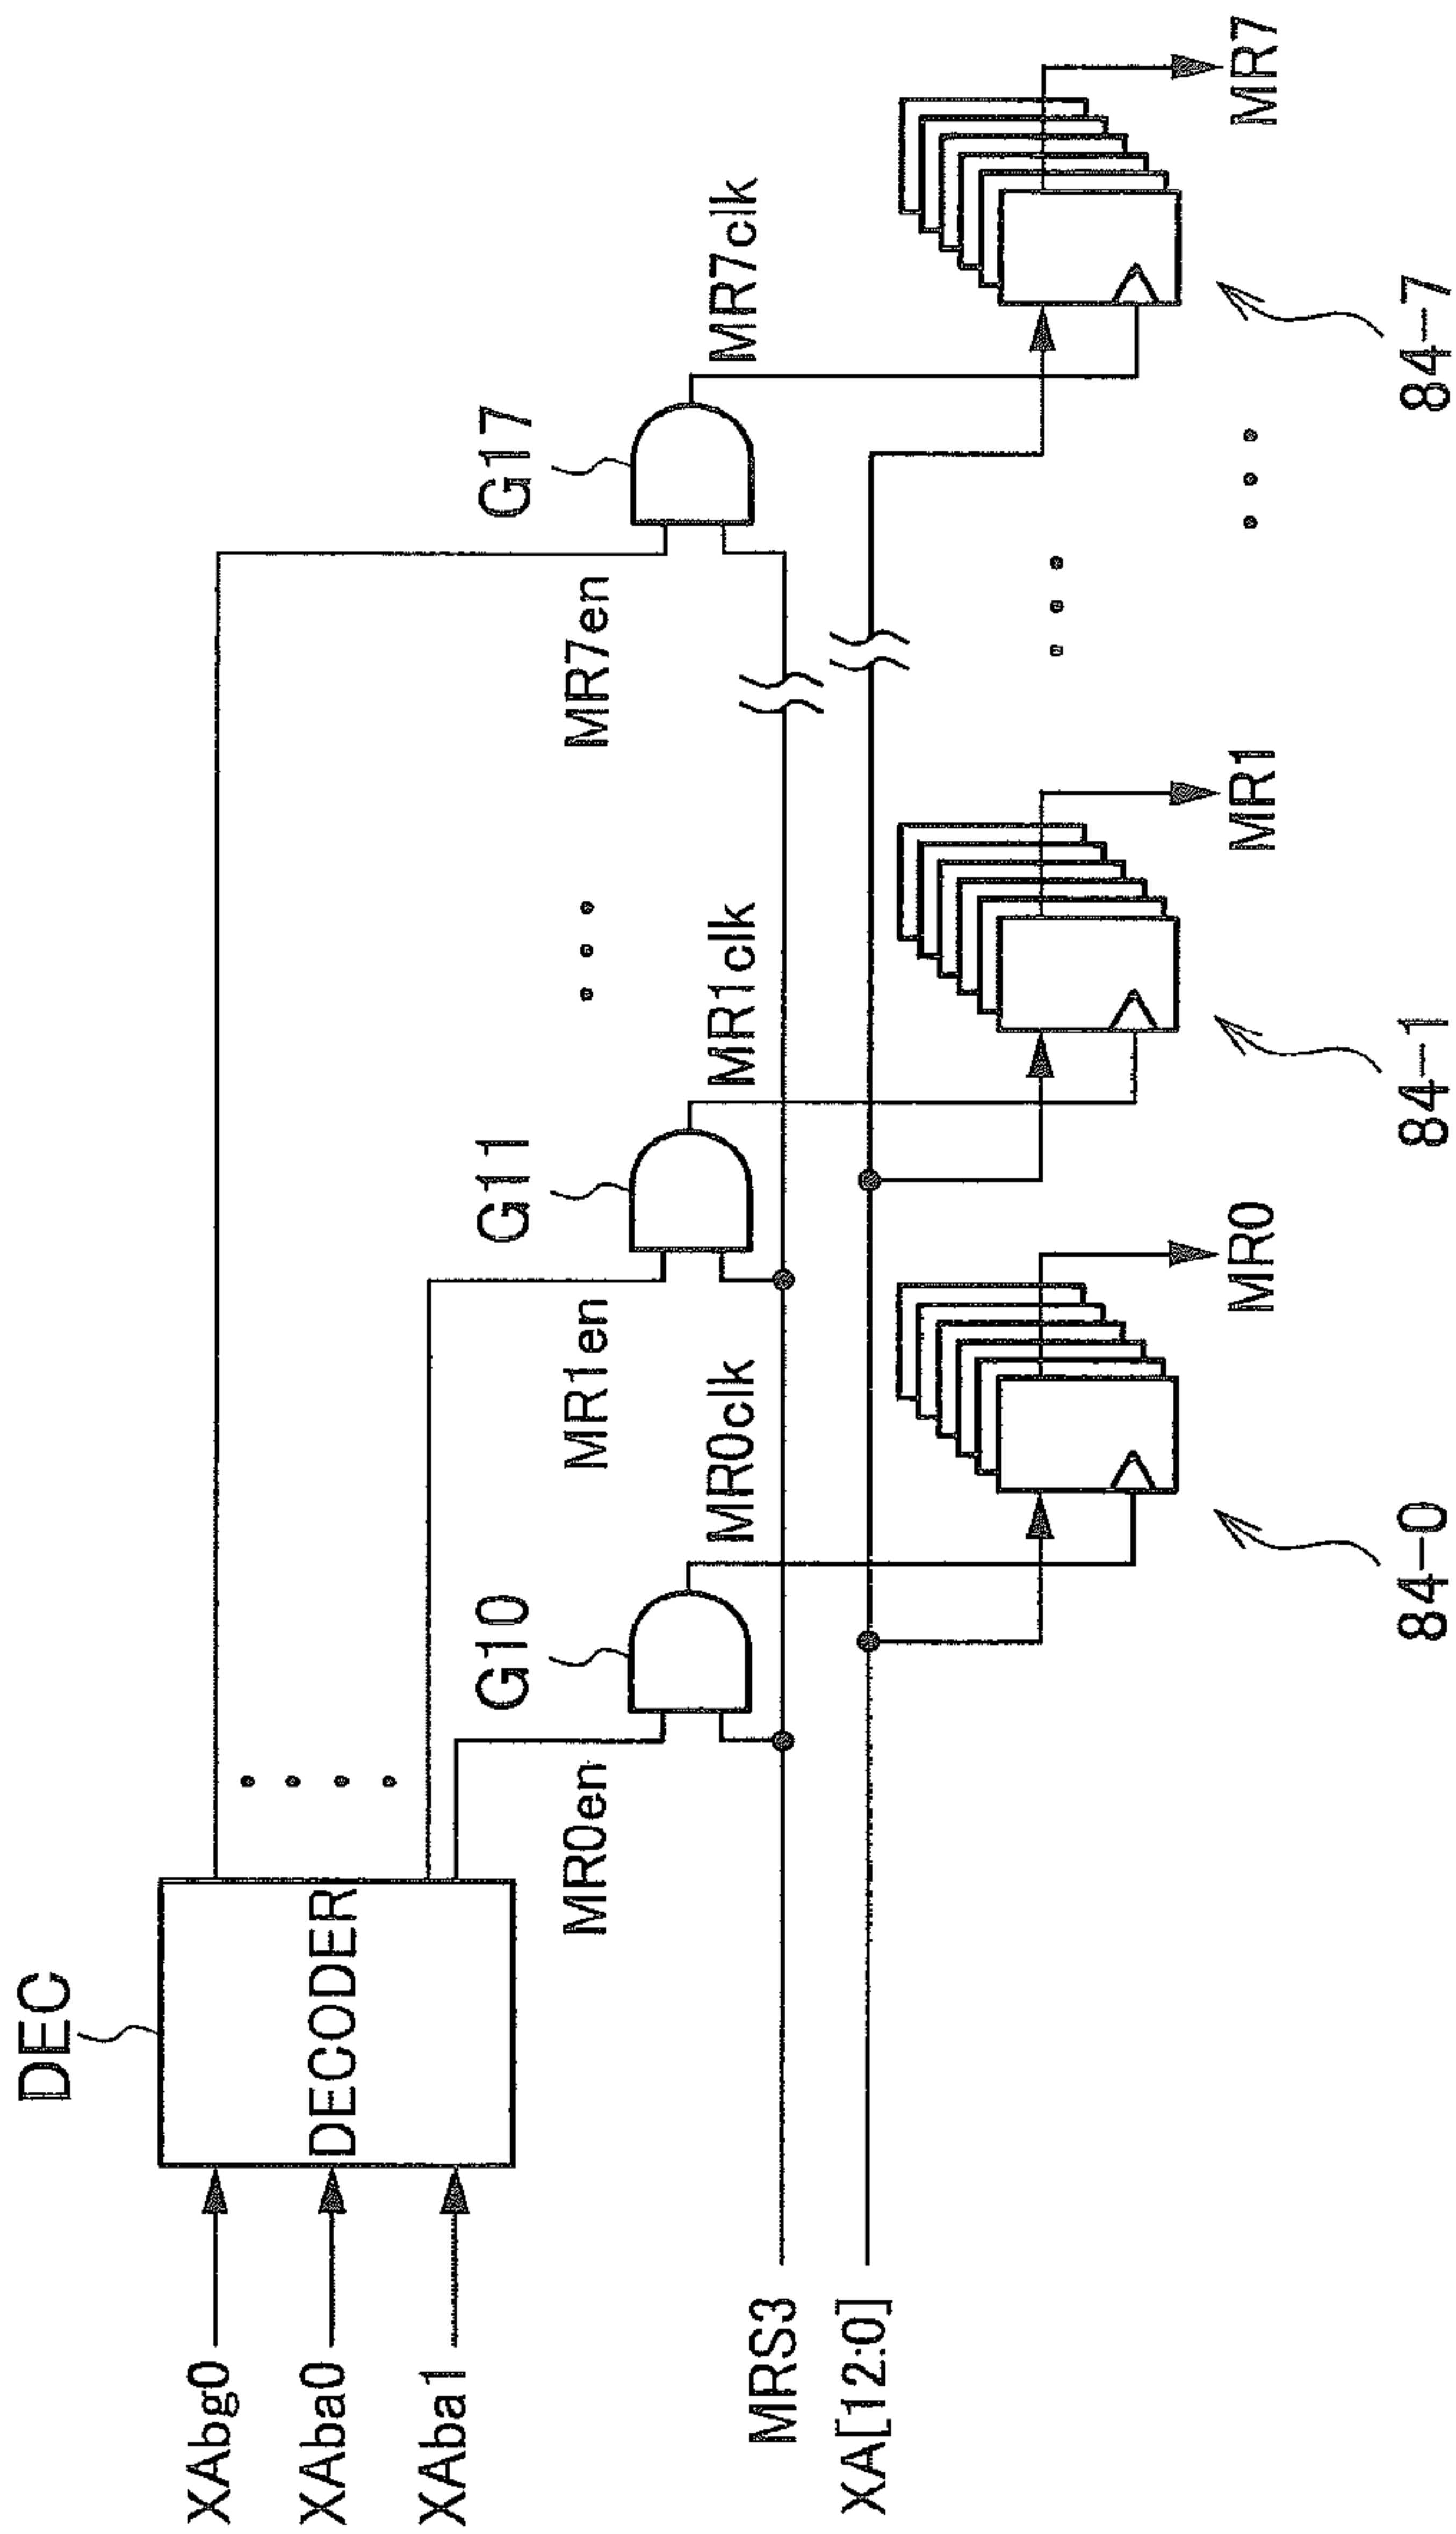 DEC
XAbg0
XAba0
XAba1
DECODER
G10
G11
G17
MR0en
MR1en
MR7en
MR0clk
MR1clk
MR7clk
MRS3
XA[12:0]
MR0
MR1
MR7
84-0
84-1
84-7